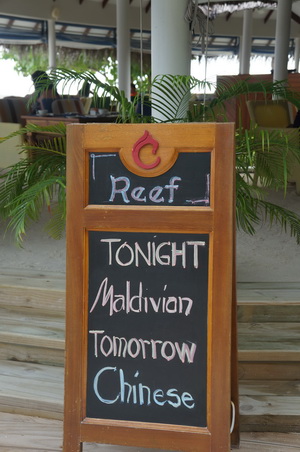 C
Reef
TONIGHT
Maldivian
Tomorrow
Chinese